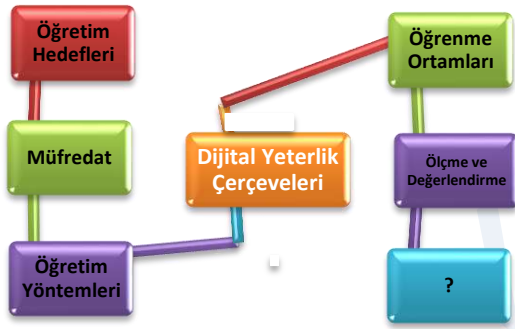 Öğretim
Hedefleri
Müfredat
Öğretim
Yöntemleri
Dijital Yeterlik
Çerçeveleri
Öğrenme
Ortamları
Ölçme ve
Değerlendirme
?